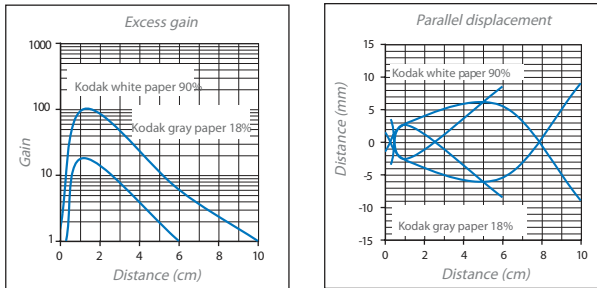 Excess gain
1000
100
10
1
Gain
Kodak white paper 90%
Kodak gray paper 18%
0 2 4 6 8 10
Distance (cm)
Parallel displacement
15
10
5
0
-5
-10
-15
Distance (mm)
Kodak white paper 90%
Kodak gray paper 18%
0 2 4 6 8 10
Distance (cm)